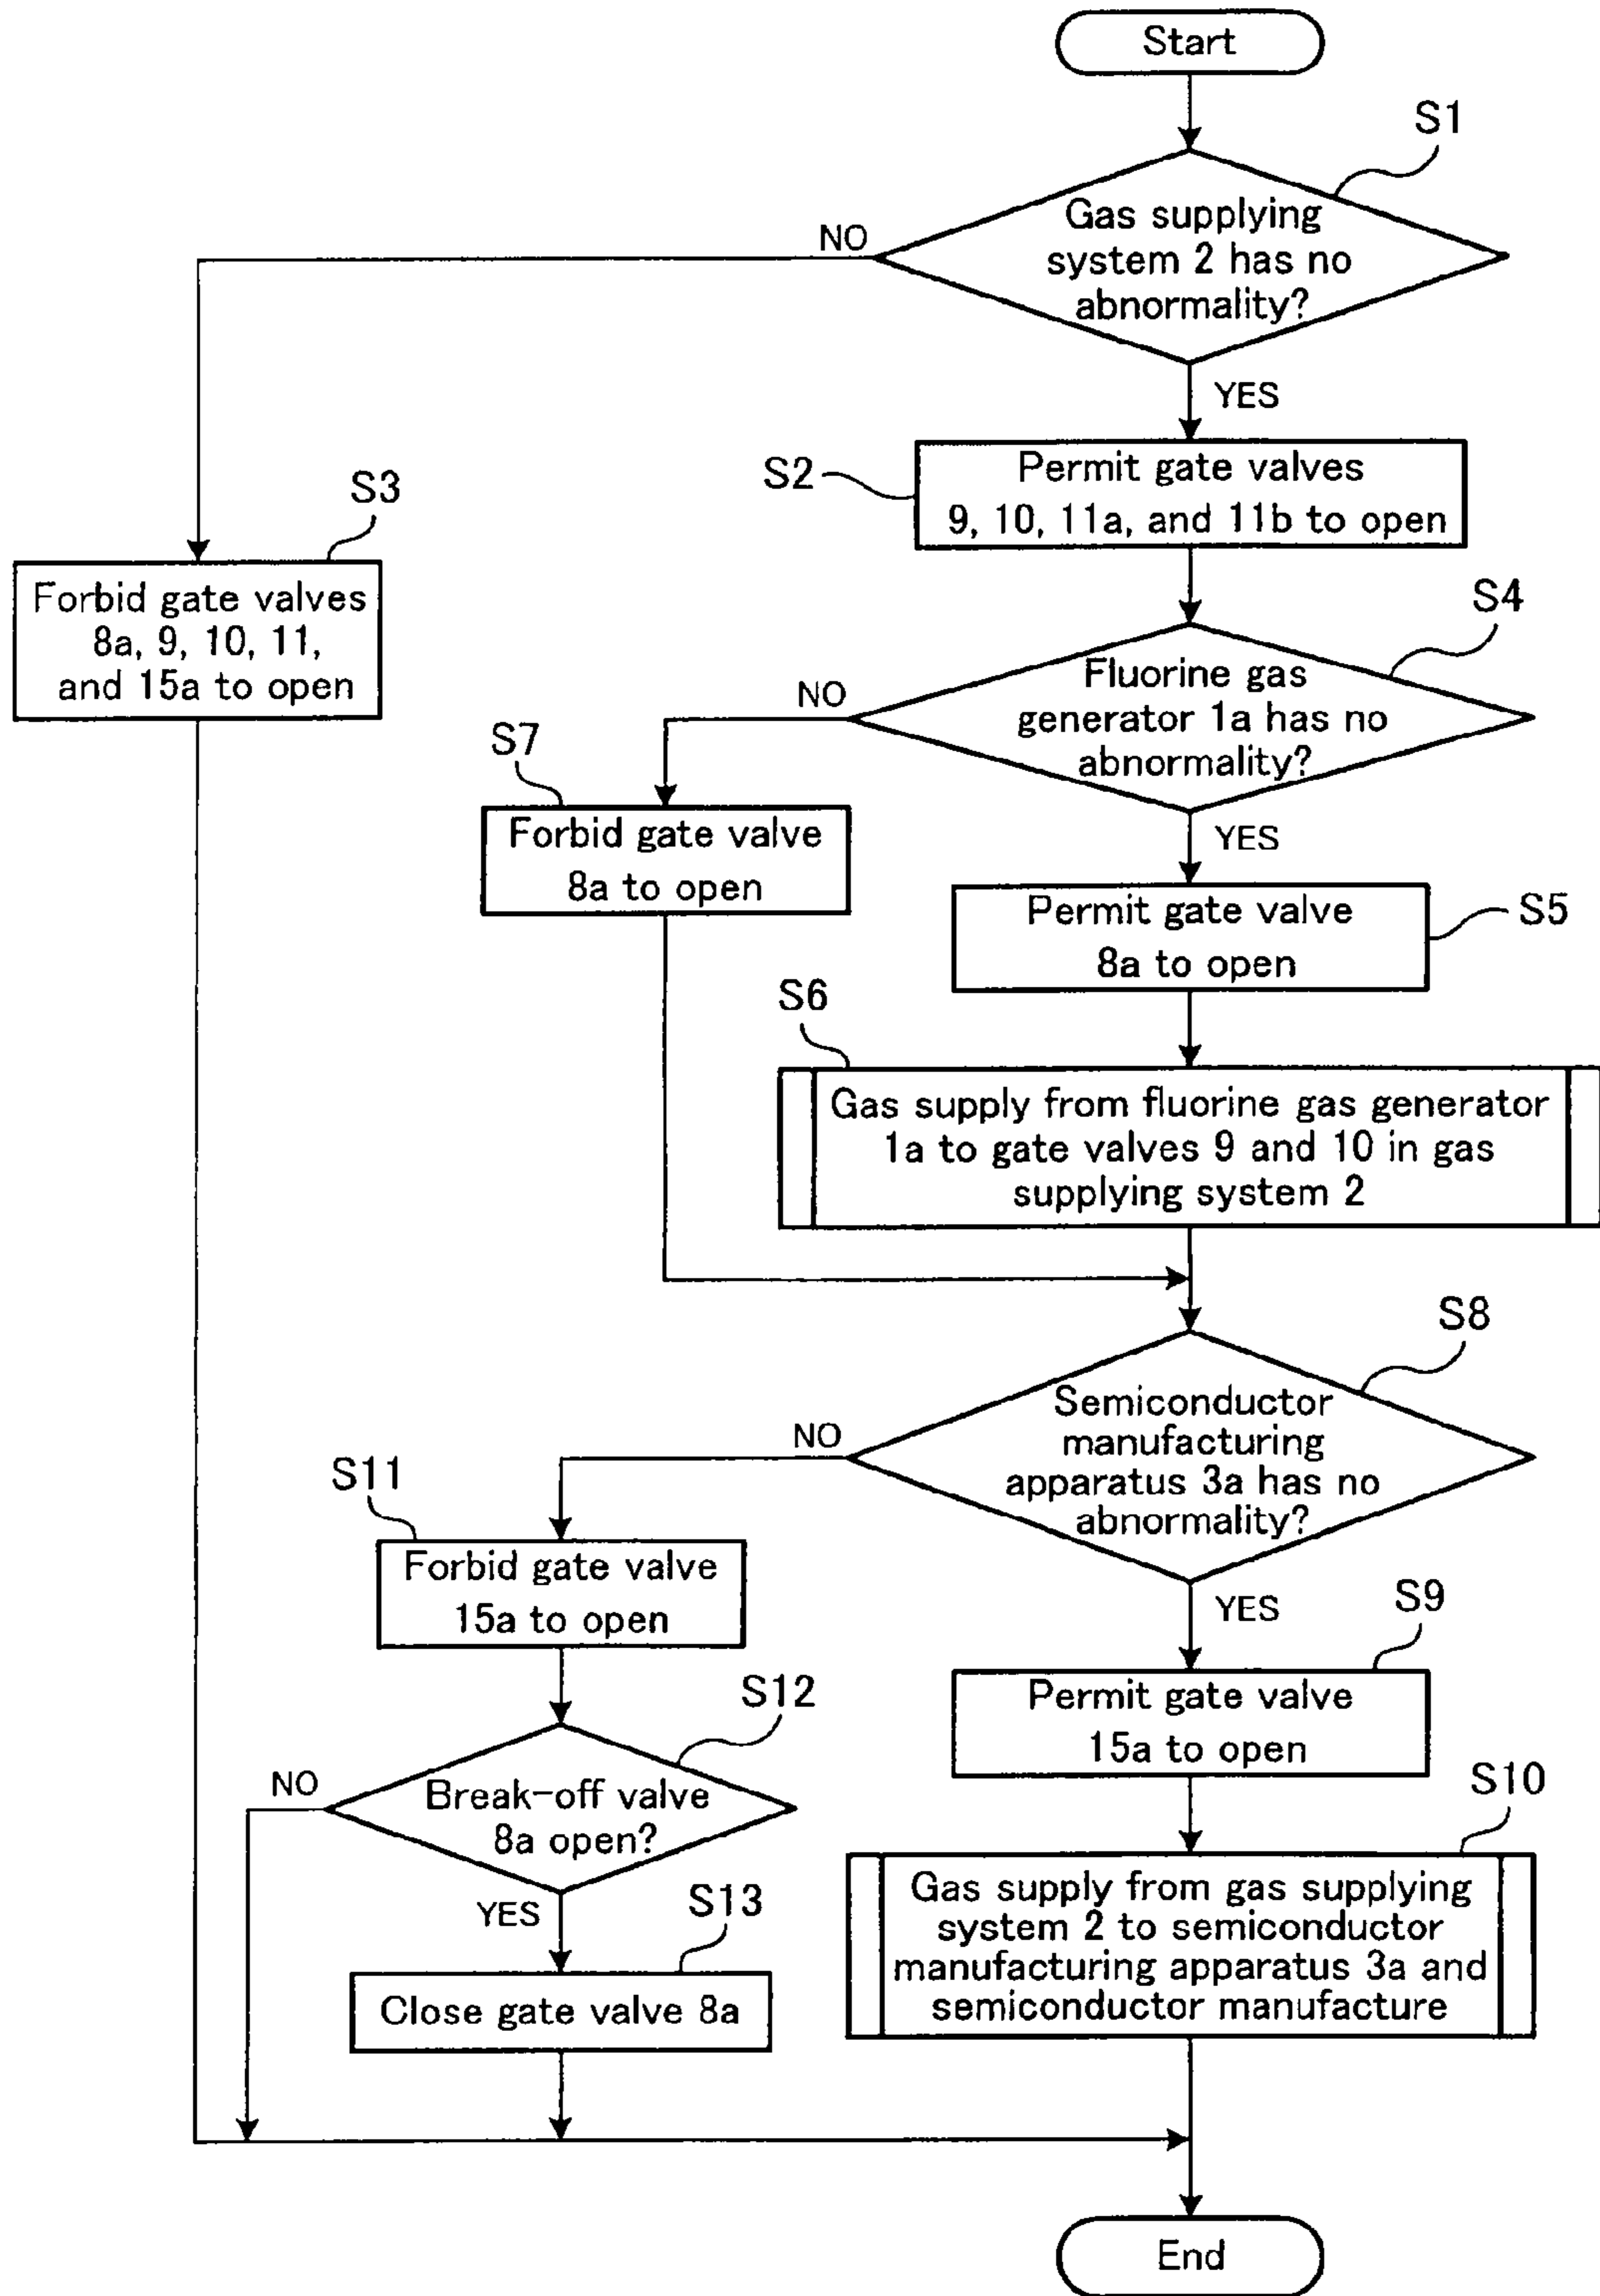 Start
S1
Gas supplying
system 2 has no
abnormality?
NO
YES
S2
Permit gate valves
9, 10, 11a, and 11b to open
S3
Forbid gate valves
8a, 9, 10, 11,
and 15a to open
S4
Fluorine gas
generator 1a has no
abnormality?
NO
YES
S7
Forbid gate valve
8a to open
S5
Permit gate valve
8a to open
S6
Gas supply from fluorine gas generator
1a to gate valves 9 and 10 in gas
supplying system 2
S8
Semiconductor
manufacturing
apparatus 3a has no
abnormality?
NO
YES
S11
Forbid gate valve
15a to open
S9
Permit gate valve
15a to open
S12
Break-off valve
8a open?
NO
YES
S13
Close gate valve 8a
S10
Gas supply from gas supplying
system 2 to semiconductor
manufacturing apparatus 3a and
semiconductor manufacture
End